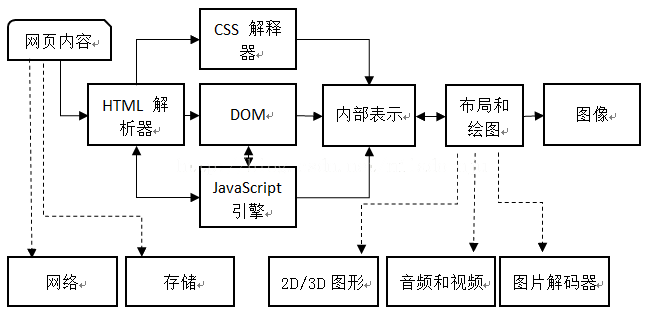 网页内容
CSS 解释
器
HTML 解
析器
DOM
内部表示
布局和
绘图
图像
JavaScript
引擎
网络
存储
2D/3D 图形
音频和视频
图片解码器